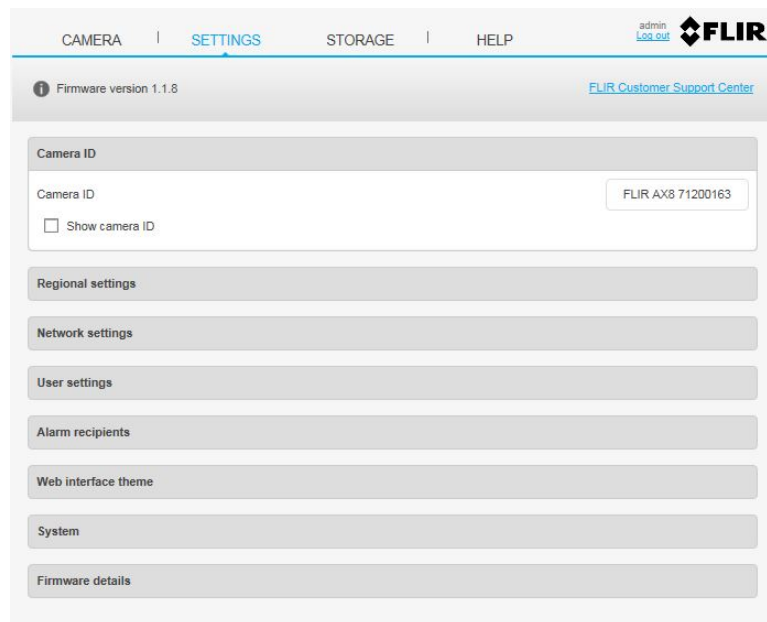 admin
CAMERA | SETTINGS STORAGE | HELP Log out FLIR
Firmware version 1.1.8 FLIR Customer Support Center
Camera ID
Camera ID FLIR AX8 71200163
Show camera ID
Regional settings
Network settings
User settings
Alarm recipients
Web interface theme
System
Firmware details